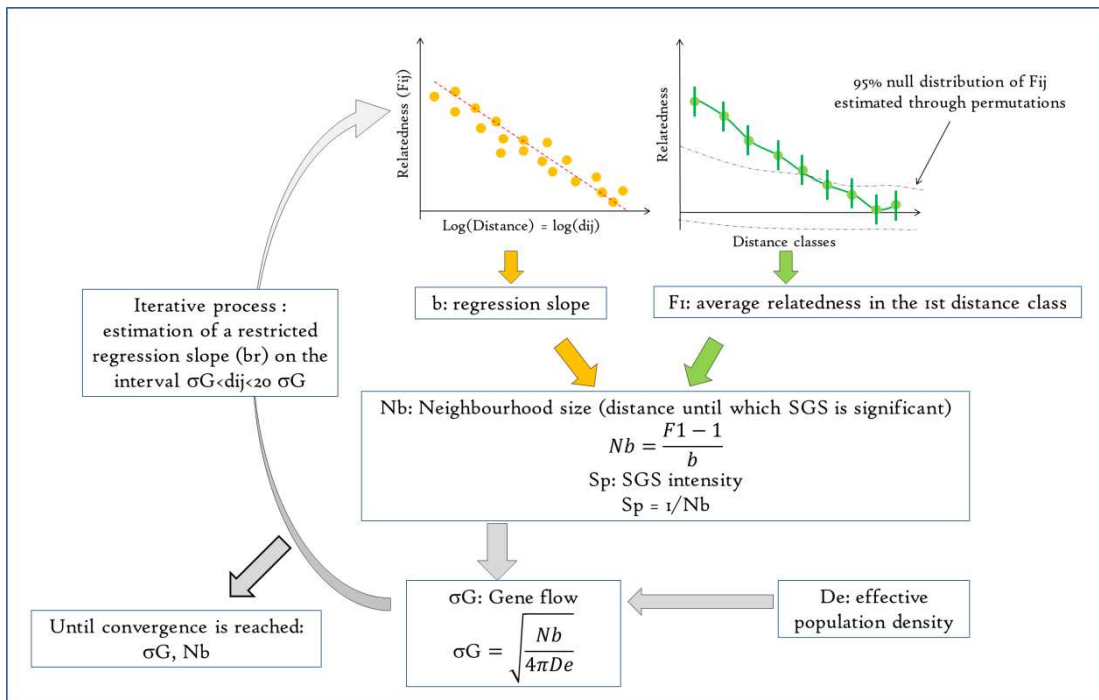 Relatedness (Fij)
Log(Distance) = log(dij)
Relatedness
Distance classes
95% null distribution of Fij
estimated through permutations
b: regression slope
F1: average relatedness in the 1st distance class
Iterative process :
estimation of a restricted
regression slope (br) on the
interval σG<dij<20 σG
Nb: Neighbourhood size (distance until which SGS is significant)
Nb = (F1 − 1)/b
Sp: SGS intensity
Sp = 1/Nb
σG: Gene flow
σG = √(Nb/(4πDe))
De: effective
population density
Until convergence is reached:
σG, Nb